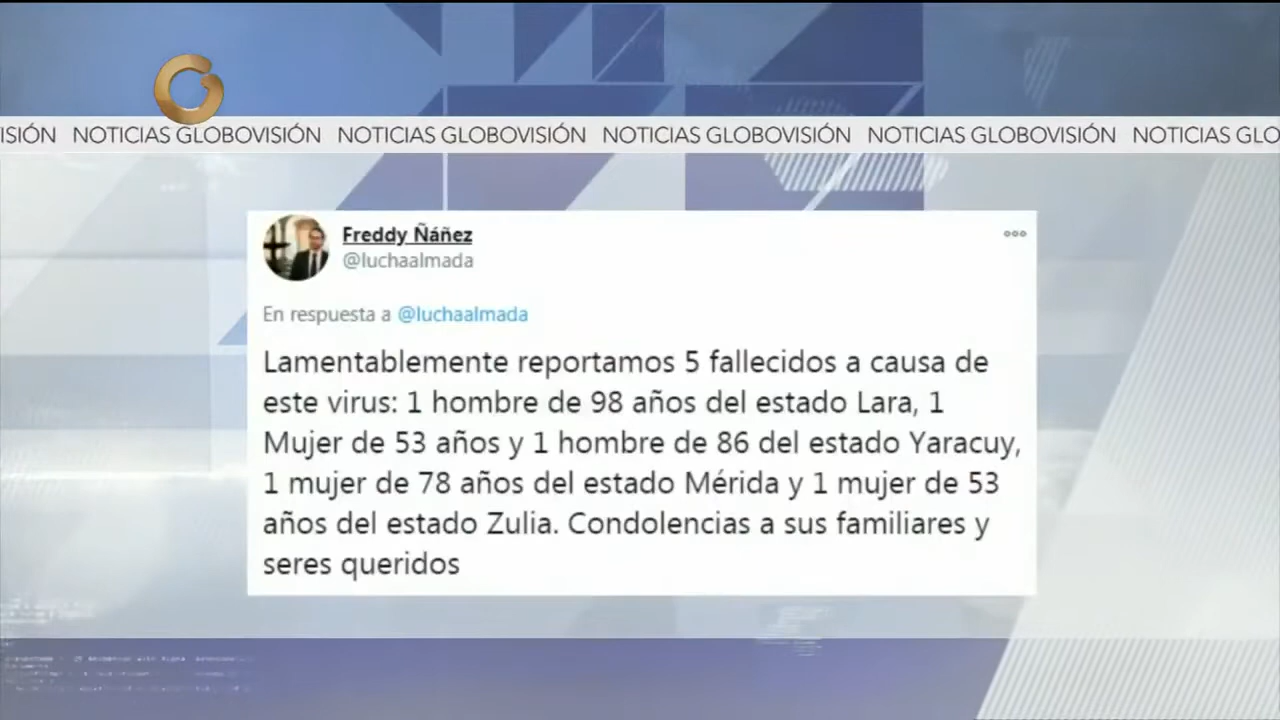 ISIÓN NOTICIAS GLOBOVISIÓN NOTICIAS GLOBOVISIÓN NOTICIAS GLOBOVISIÓN NOTICIAS GLOBOVISIÓN NOTICIAS GLO
Freddy Ñáñez
@luchaalmada
En respuesta a @luchaalmada
Lamentablemente reportamos 5 fallecidos a causa de
este virus: 1 hombre de 98 años del estado Lara, 1
Mujer de 53 años y 1 hombre de 86 del estado Yaracuy,
1 mujer de 78 años del estado Mérida y 1 mujer de 53
años del estado Zulia. Condolencias a sus familiares y
seres queridos